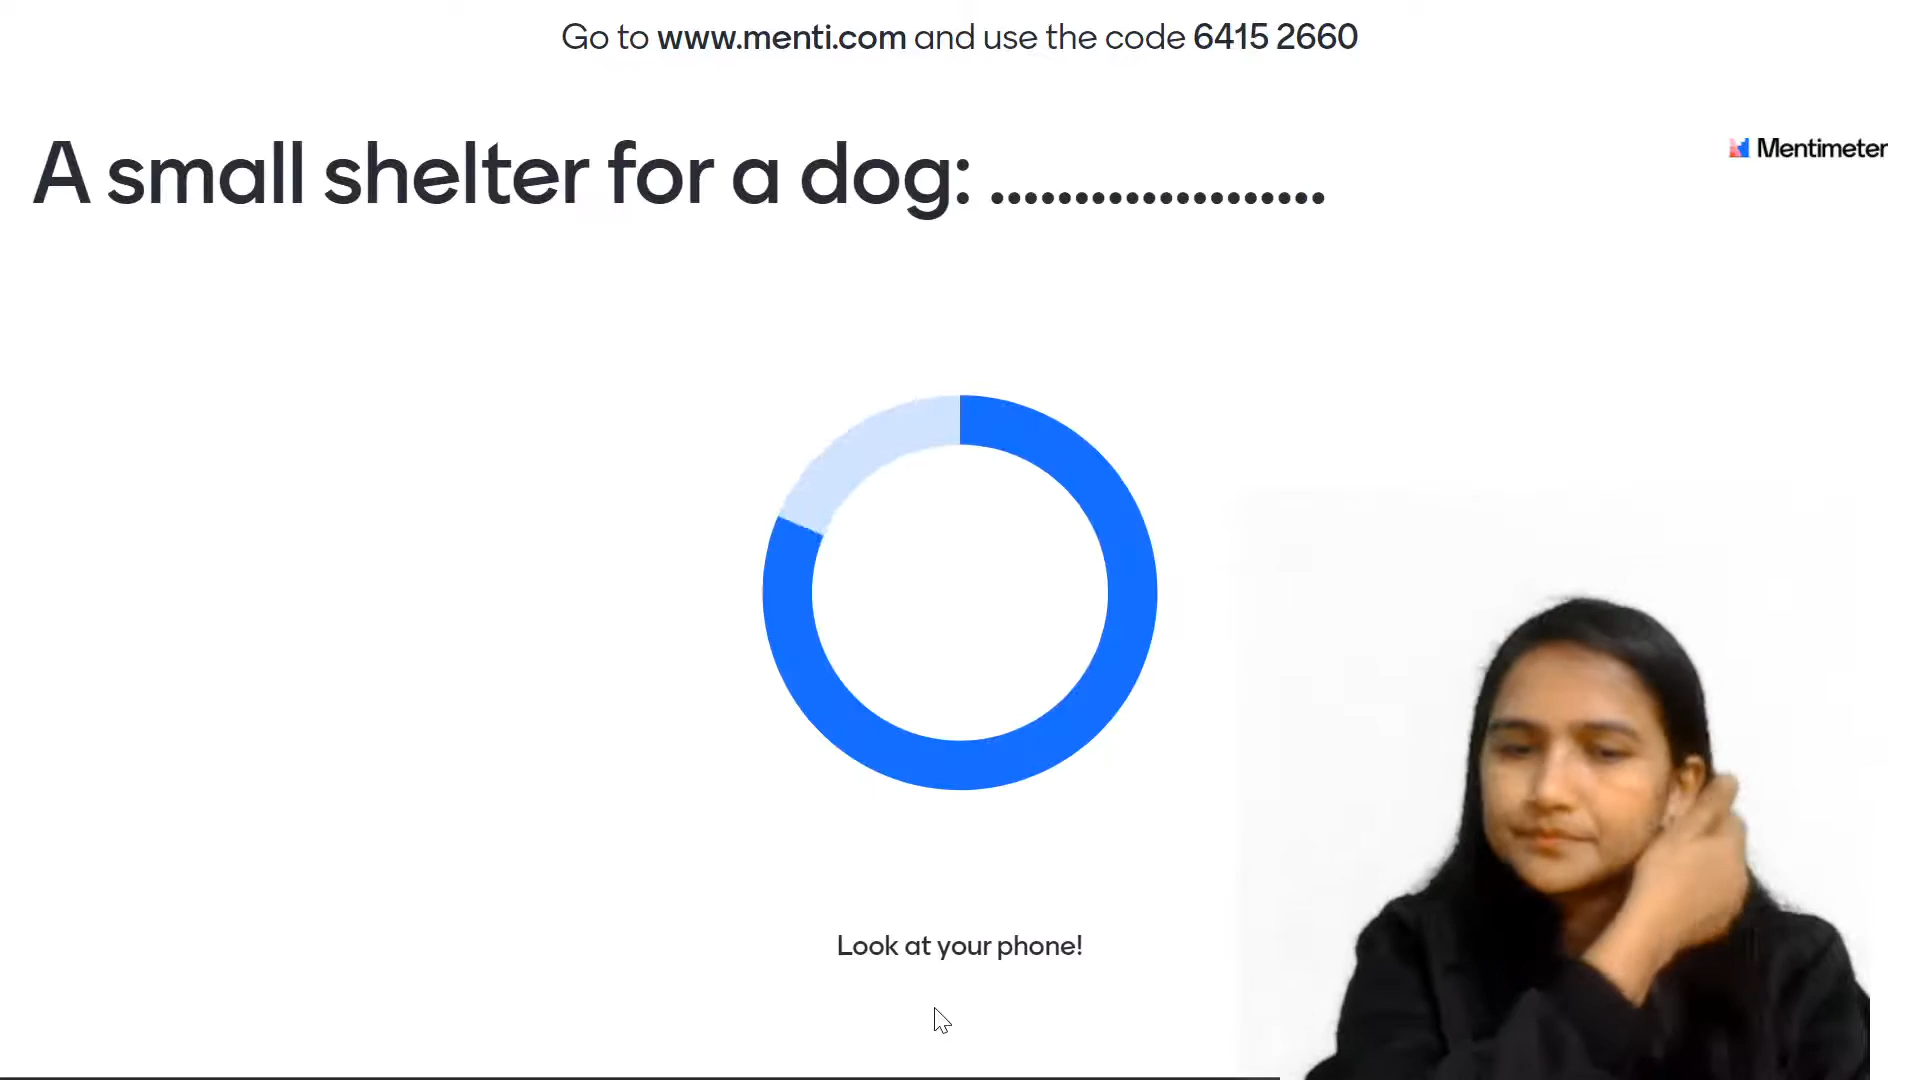 Go to www.menti.com and use the code 6415 2660
A small shelter for a dog: ....................
Mentimeter
Look at your phone!